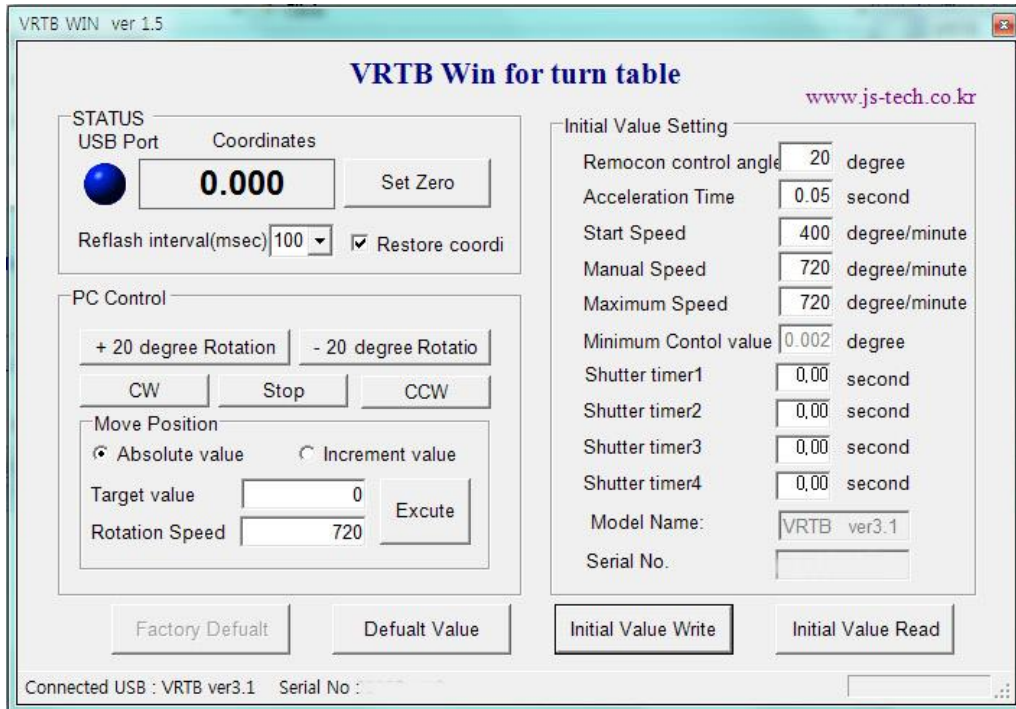 VRTB WIN ver 1.5
VRTB Win for turn table
www.js-tech.co.kr
STATUS
USB Port Coordinates
0.000
Set Zero
Reflash interval(msec) 100
Restore coordi
PC Control
+ 20 degree Rotation
- 20 degree Rotatio
CW
Stop
CCW
Move Position
Absolute value
Increment value
Target value 0
Rotation Speed 720
Excute
Initial Value Setting
Remocon control angle 20 degree
Acceleration Time 0.05 second
Start Speed 400 degree/minute
Manual Speed 720 degree/minute
Maximum Speed 720 degree/minute
Minimum Contol value 0.002 degree
Shutter timer1 0,00 second
Shutter timer2 0,00 second
Shutter timer3 0,00 second
Shutter timer4 0,00 second
Model Name: VRTB ver3.1
Serial No.
Factory Defualt
Defualt Value
Initial Value Write
Initial Value Read
Connected USB : VRTB ver3.1 Serial No :